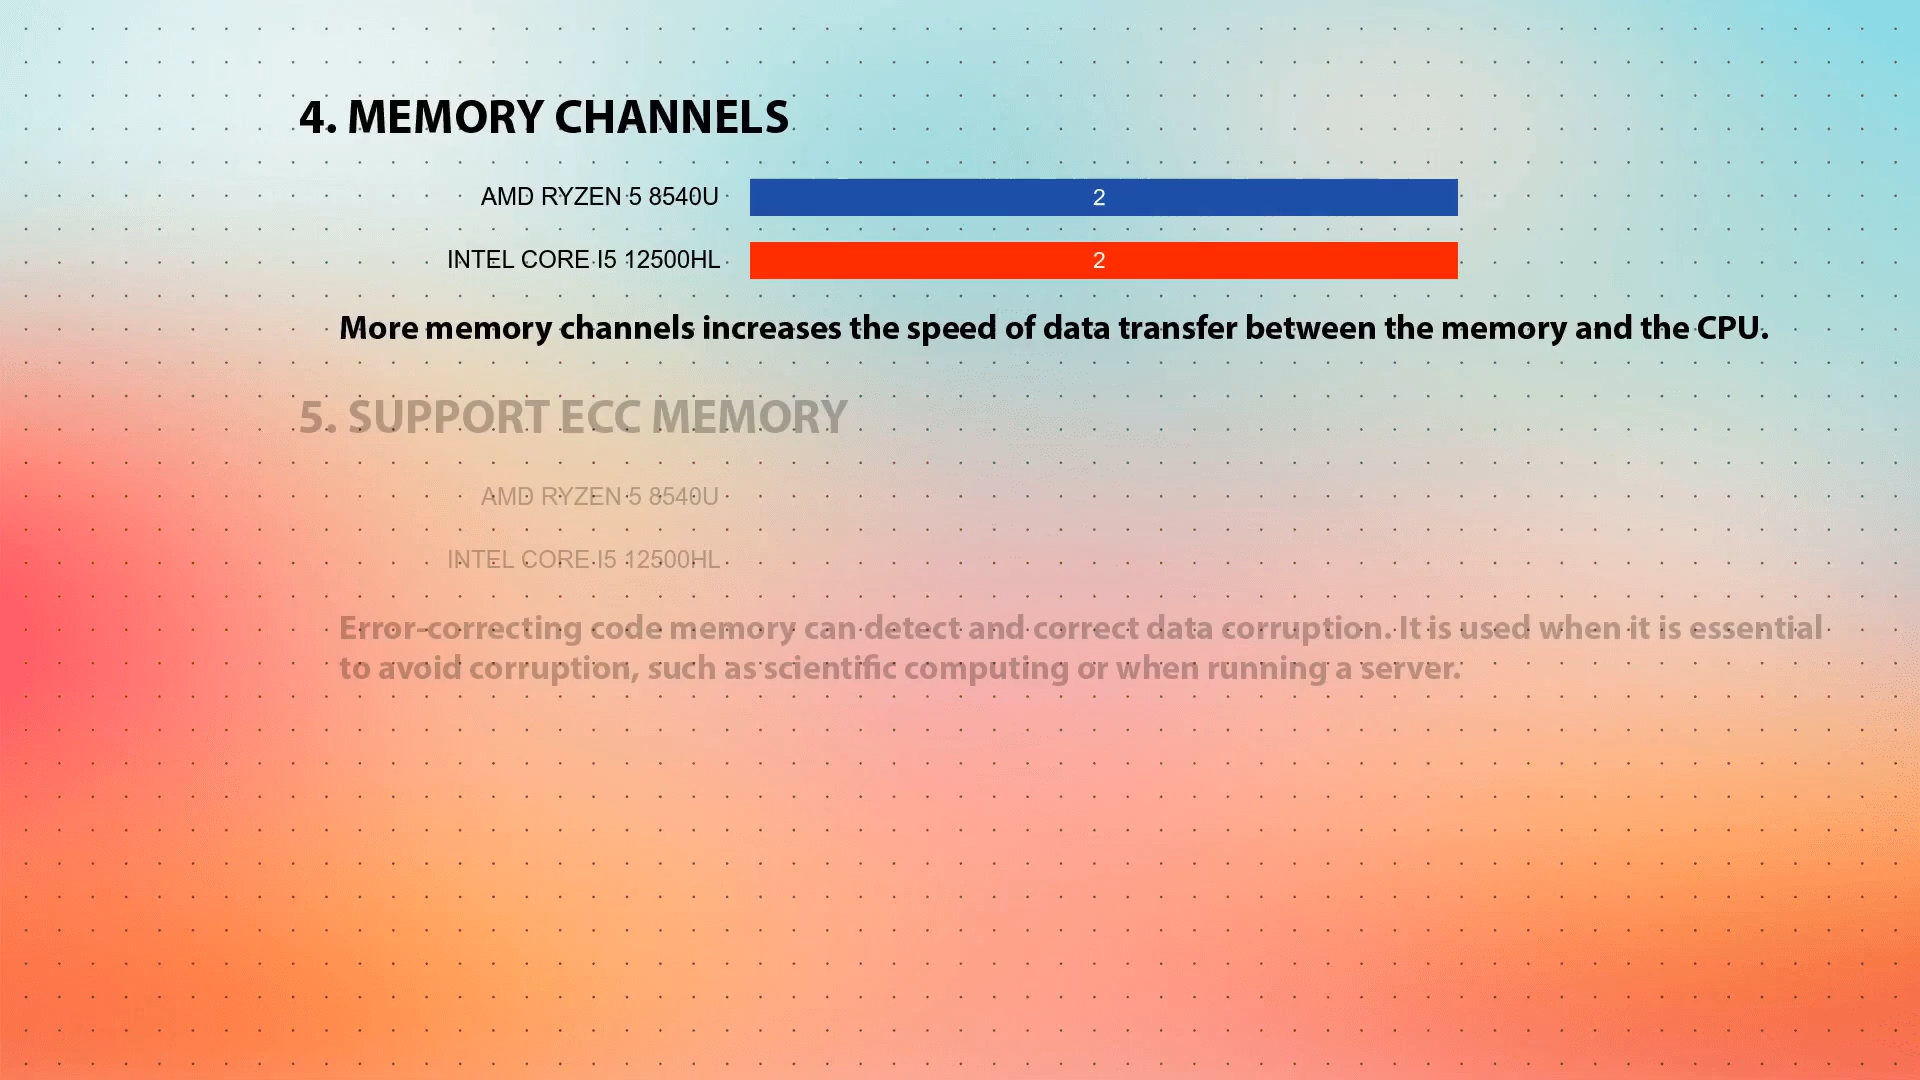 4. MEMORY CHANNELS
AMD RYZEN 5 8540U
2
INTEL CORE I5 12500HL
2
More memory channels increases the speed of data transfer between the memory and the CPU.
5. SUPPORT ECC MEMORY
AMD RYZEN 5 8540U
INTEL CORE I5 12500HL
Error-correcting code memory can detect and correct data corruption. It is used when it is essential
to avoid corruption, such as scientific computing or when running a server.